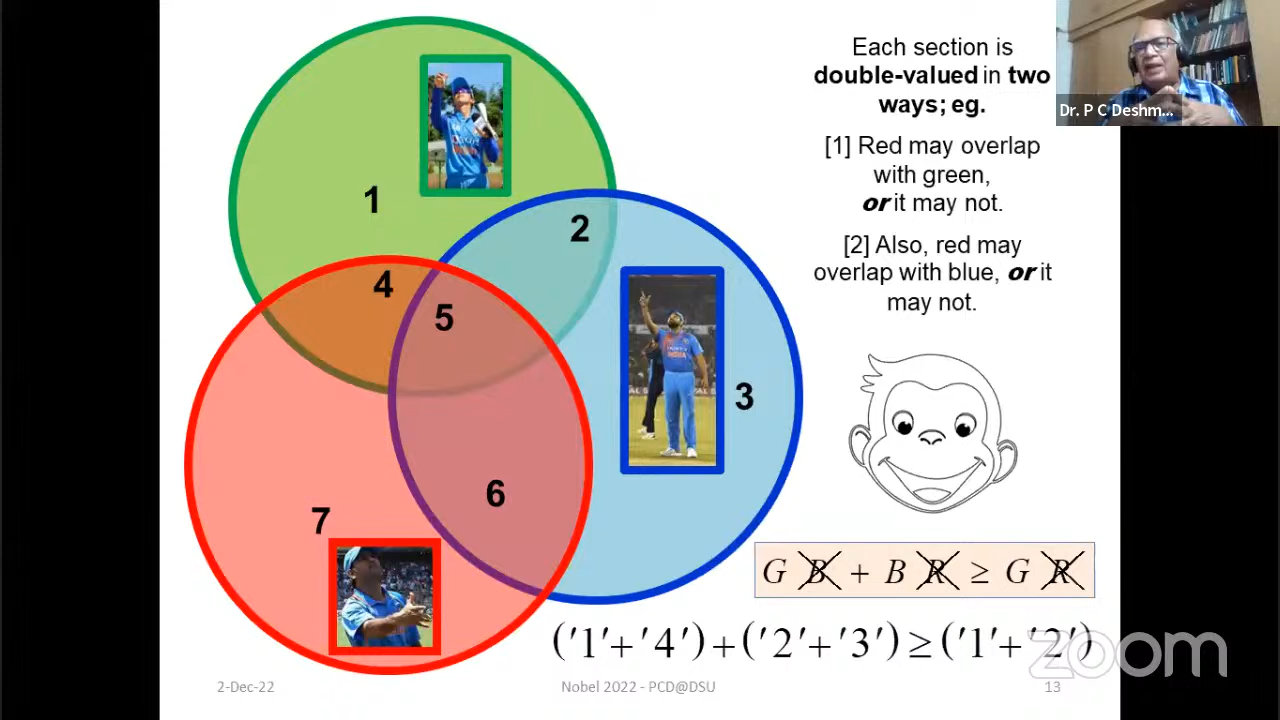 Each section is
double-valued in two
ways; eg.
[1] Red may overlap
with green,
or it may not.
[2] Also, red may
overlap with blue, or it
may not.
Dr. P C Deshm...
1
2
4
5
3
6
7
G B + B R ≥ G R
('1'+'4')+('2'+'3')≥('1'+'2')
zoom
2-Dec-22
Nobel 2022 - PCD@DSU
13